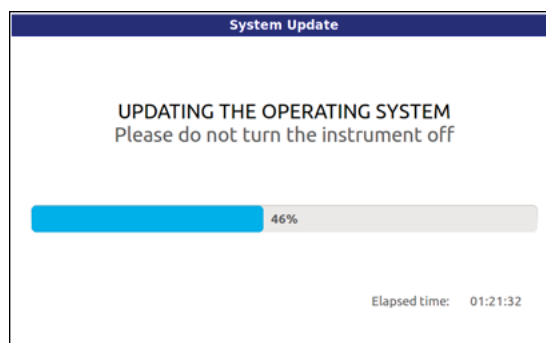 System Update
UPDATING THE OPERATING SYSTEM
Please do not turn the instrument off
46%
Elapsed time: 01:21:32